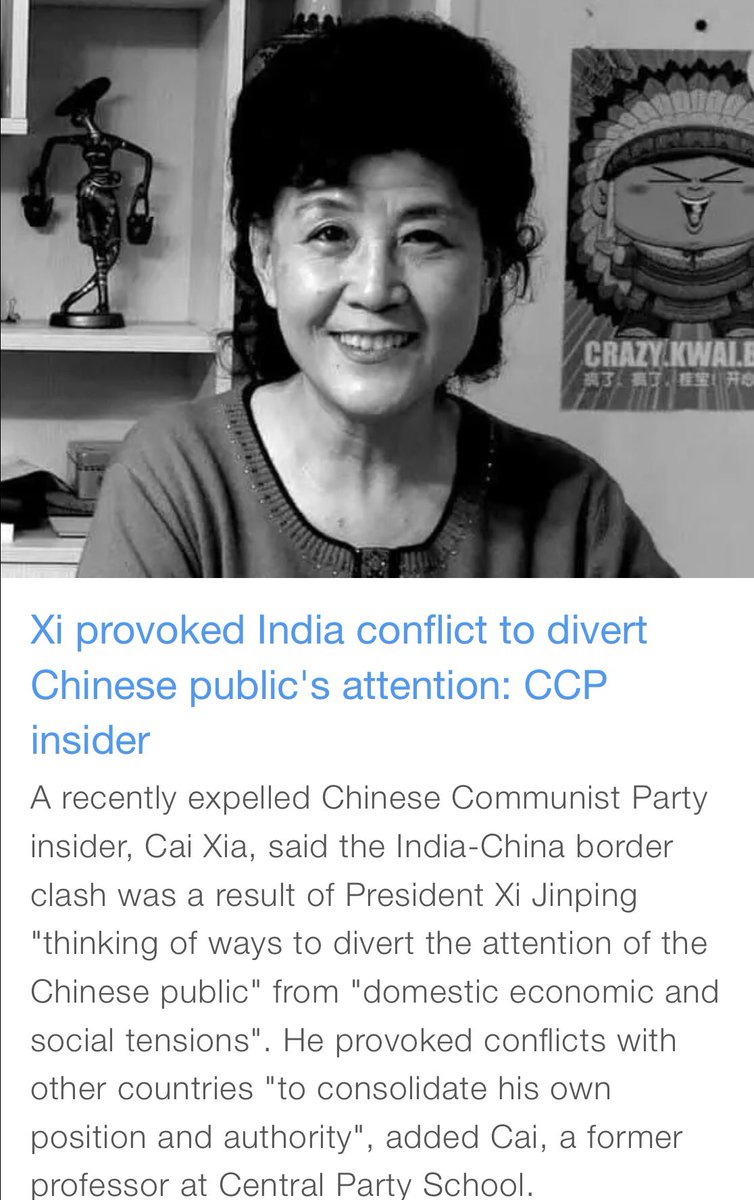 CRAZY.KWAI.
疯了
Xi provoked India conflict to divert
Chinese public's attention: CCP
insider
A recently expelled Chinese Communist Party
insider, Cai Xia, said the India-China border
clash was a result of President Xi Jinping
"thinking of ways to divert the attention of the
Chinese public" from "domestic economic and
social tensions". He provoked conflicts with
other countries "to consolidate his own
position and authority", added Cai, a former
professor at Central Party School.